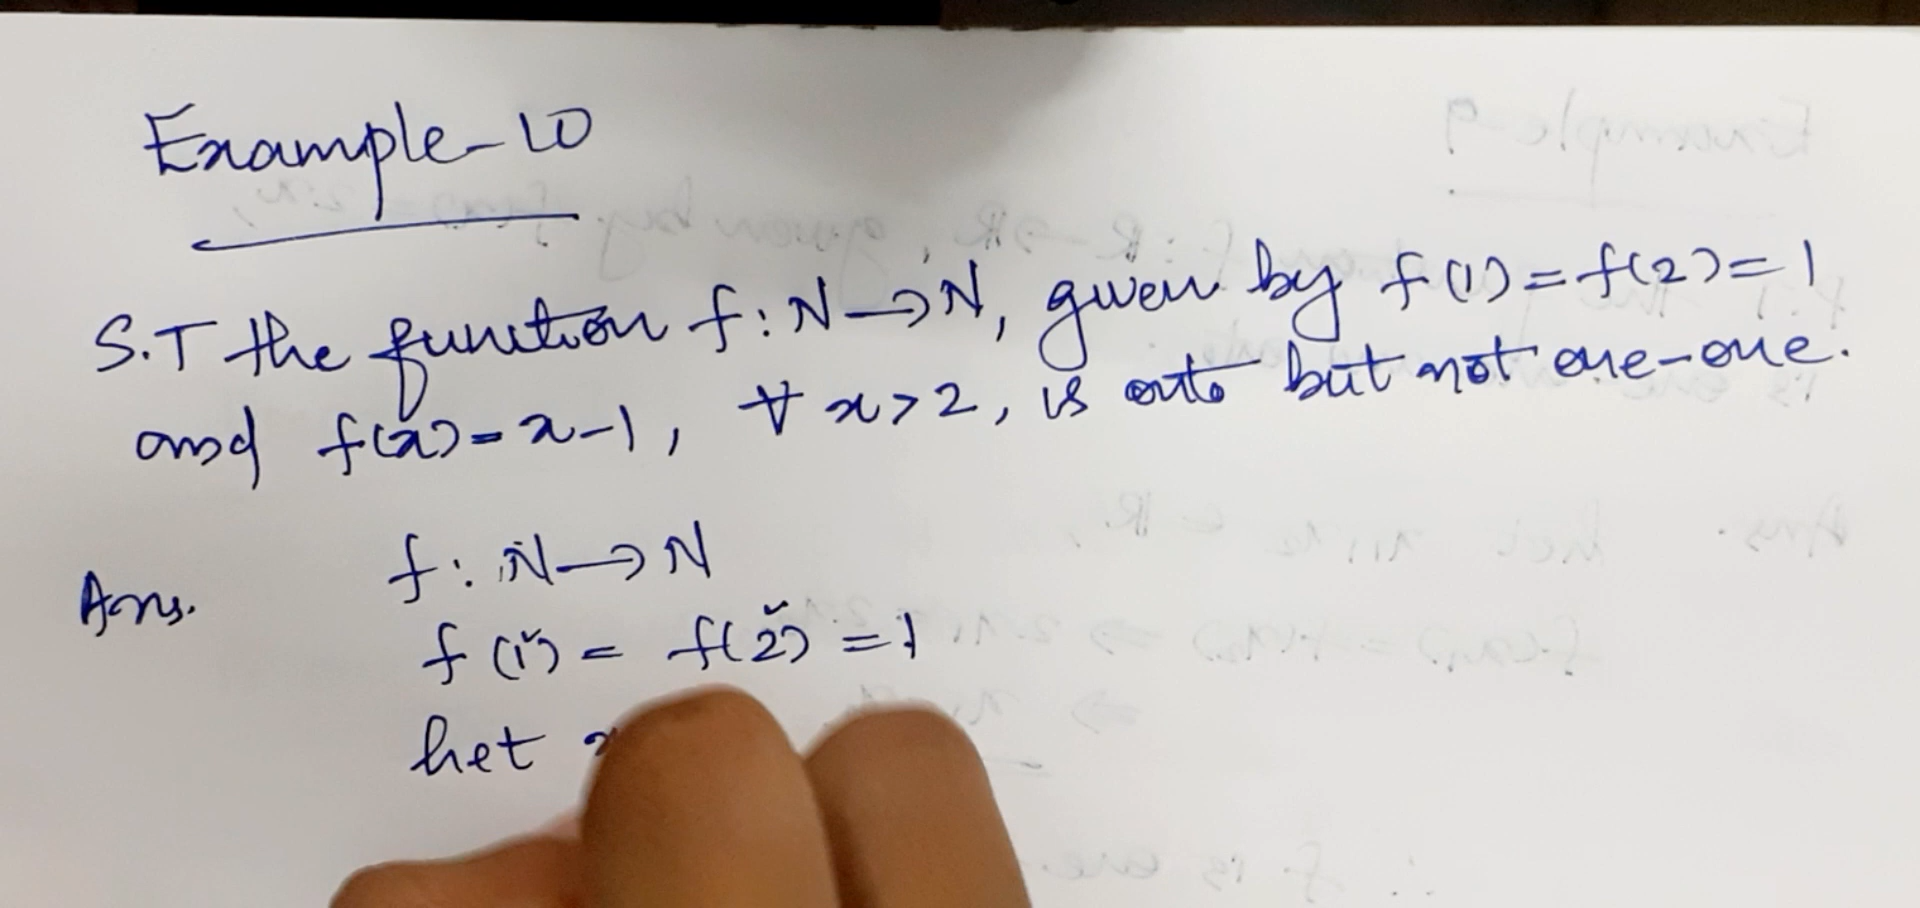 Example-10
S.T the function f:N→N, given by f(1)=f(2)=1
and f(x)=x-1, ∀ x>2, is onto but not one-one.
Ans. f:N→N
f(1)= f(2)=1
Let